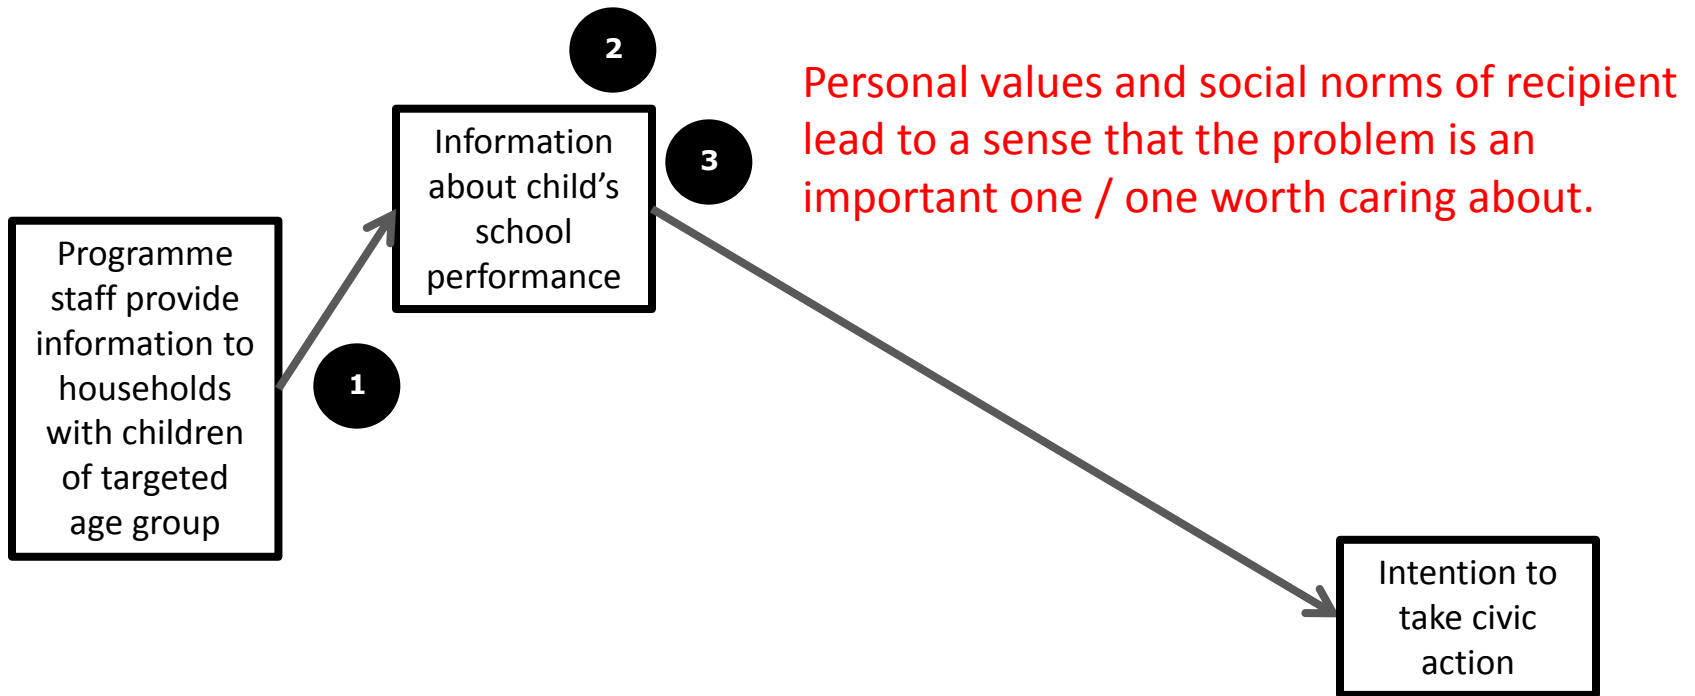 2
Personal values and social norms of recipient
lead to a sense that the problem is an
important one / one worth caring about.
Information
about child’s
school
performance
3
Programme
staff provide
information to
households
with children
of targeted
age group
1
Intention to
take civic
action